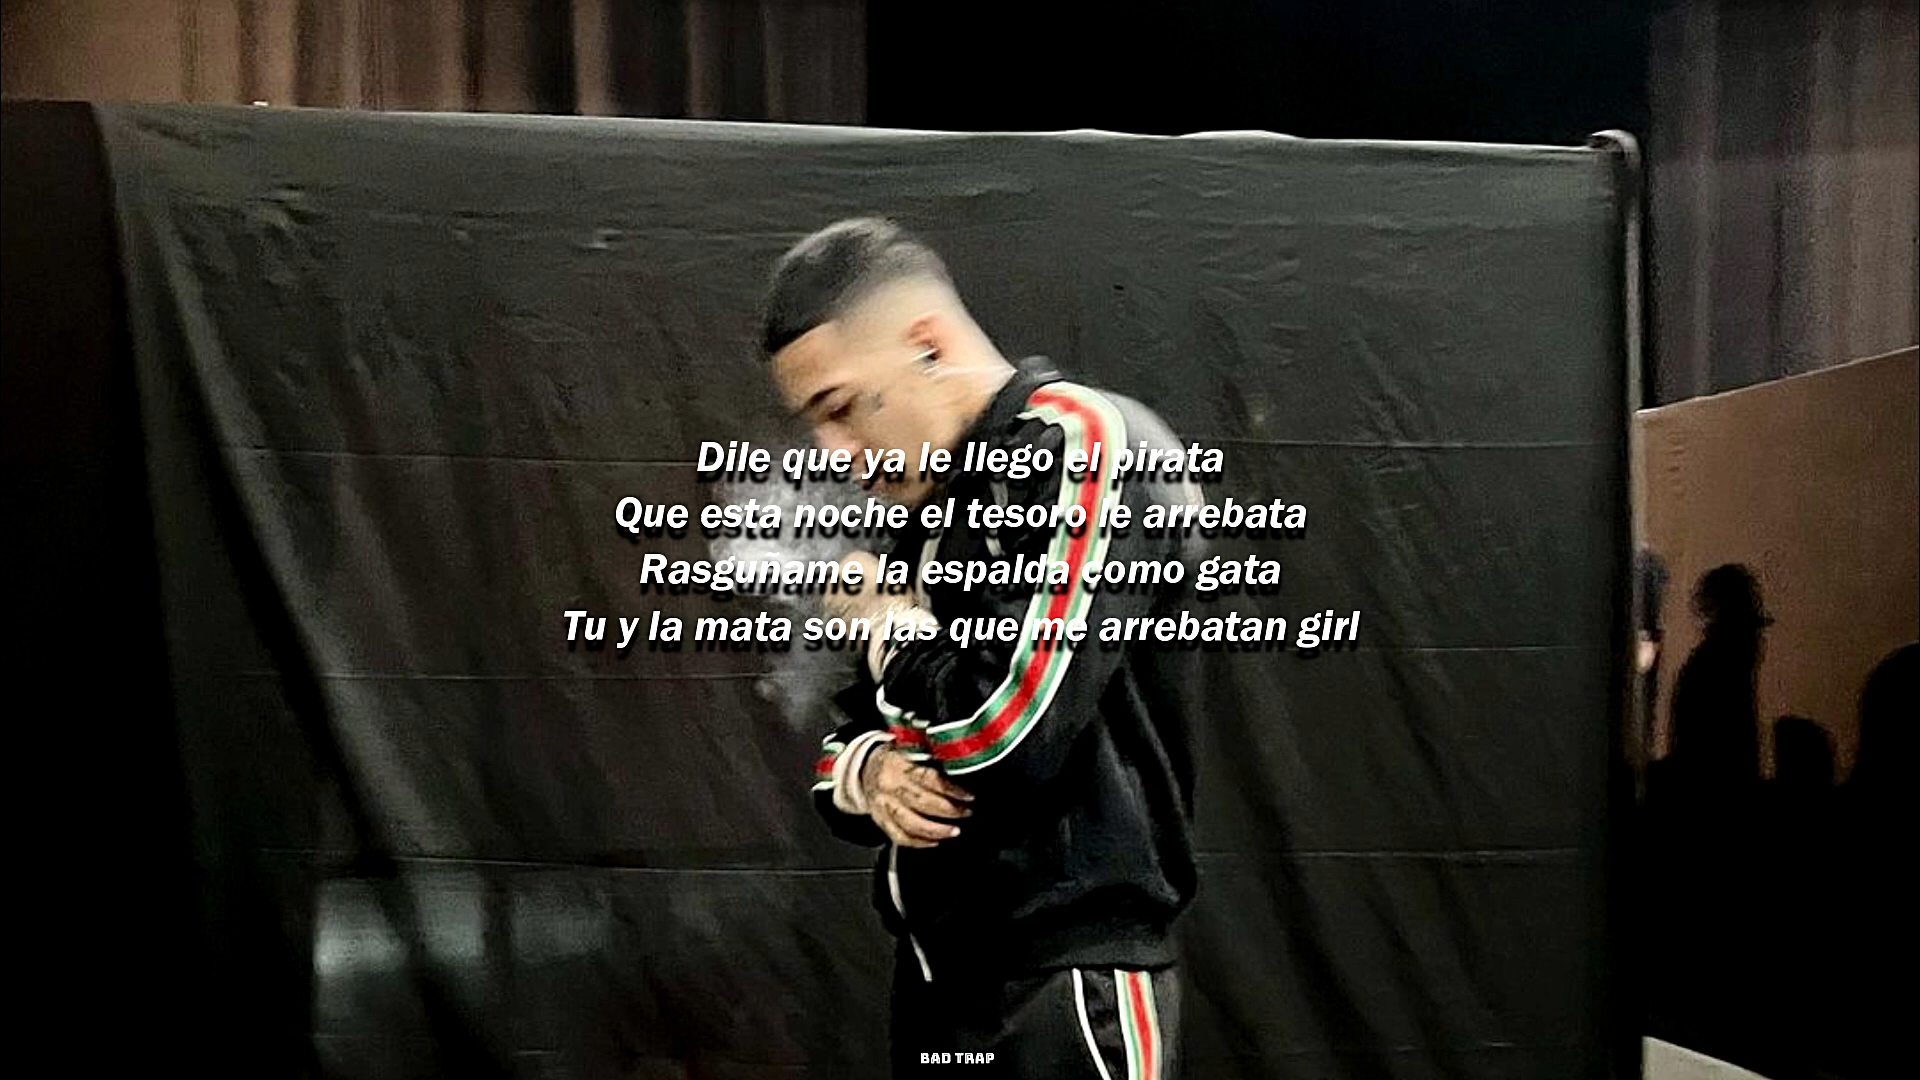 Dile que ya le llego el pirata
Que esta noche el tesoro le arrebata
Rasguñame la espalda como gata
Tu y la mata son las que me arrebatan girl
BAD TRAP